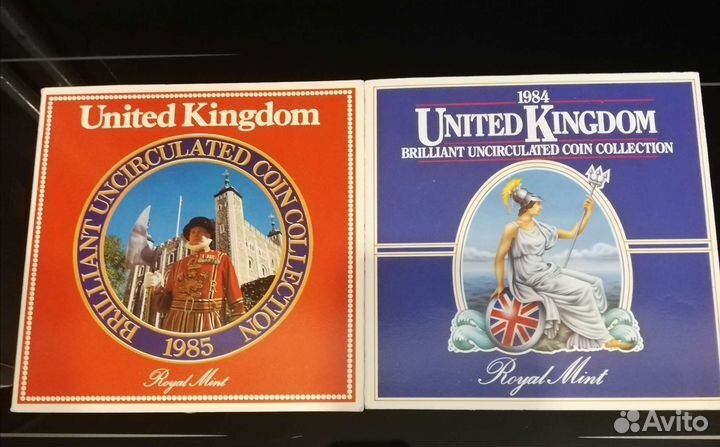 United Kingdom
BRILLIANT UNCIRCULATED COIN COLLECTION
1985
Royal Mint
1984
UNITED KINGDOM
BRILLIANT UNCIRCULATED COIN COLLECTION
Royal Mint
Avito